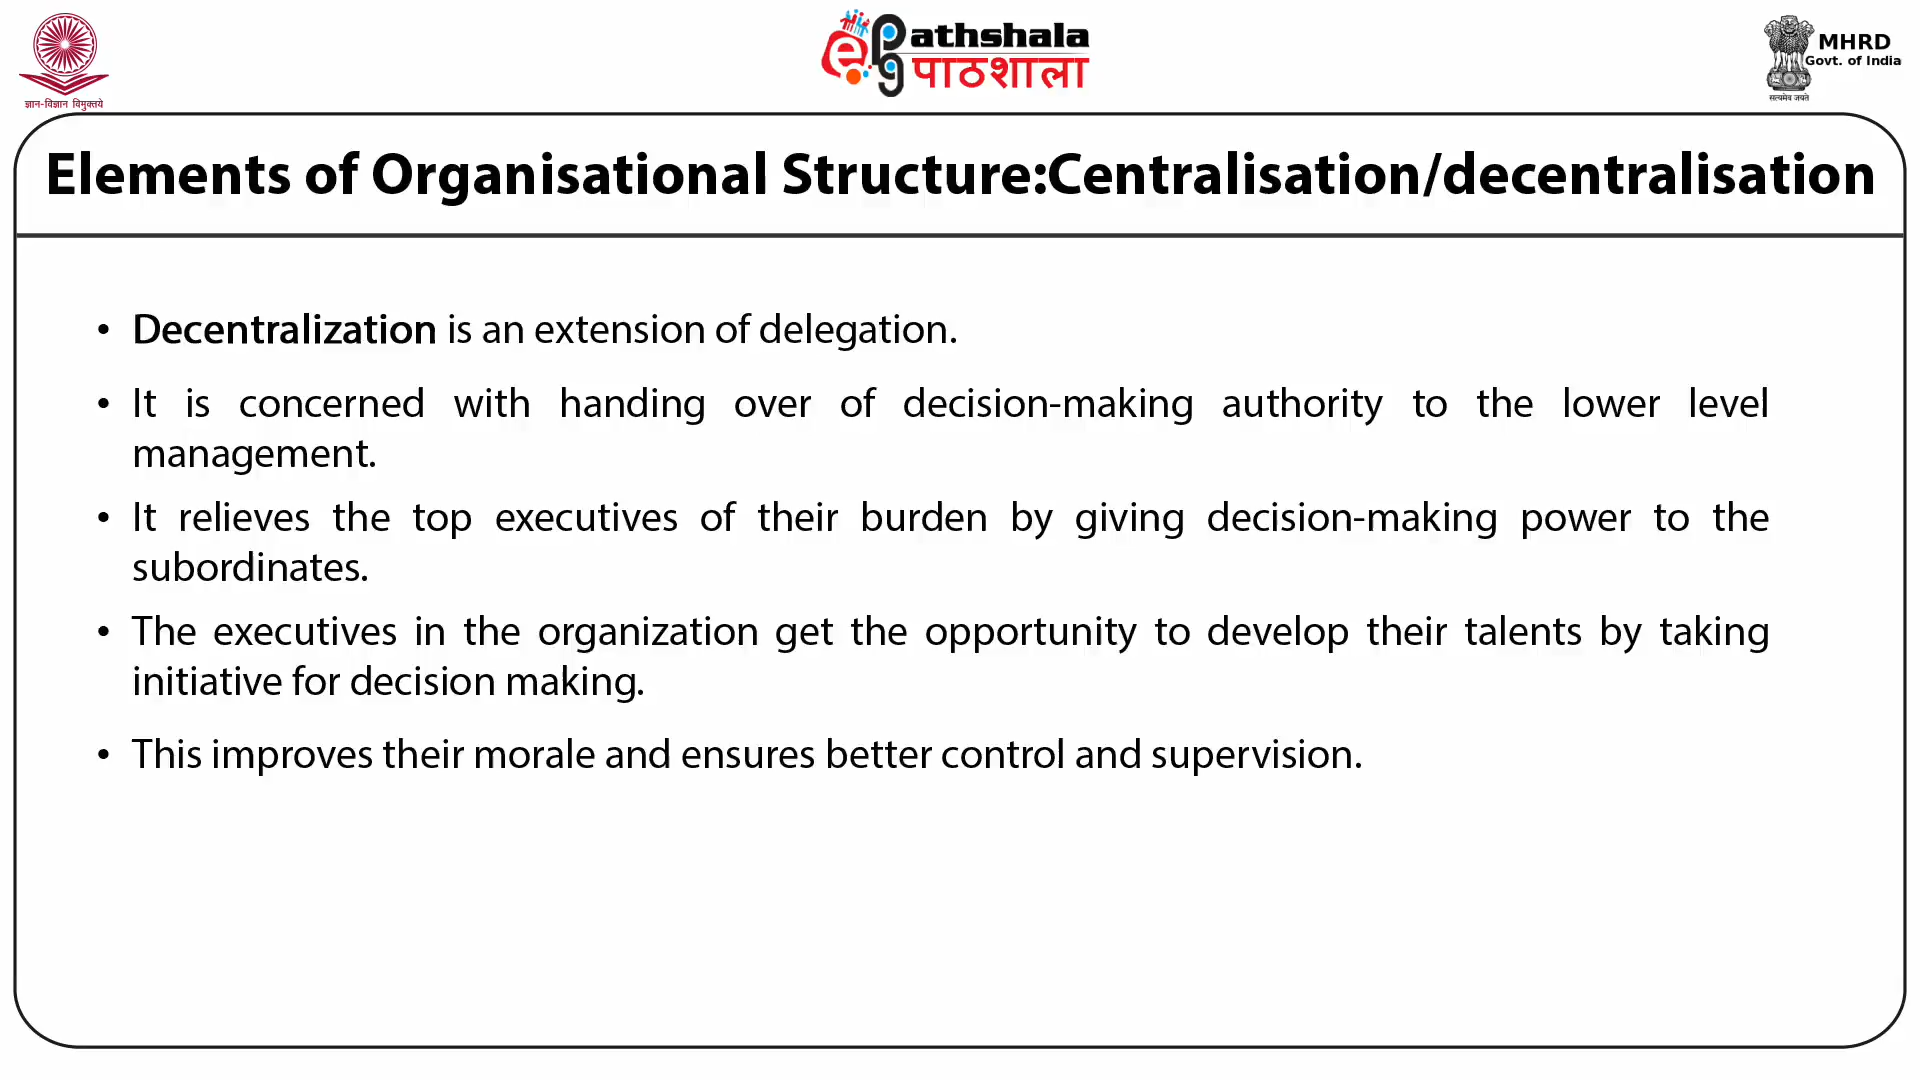 ज्ञान-विज्ञान विमुक्तये
ePathshala
पाठशाला
MHRD
Govt. of India
सत्यमेव जयते
Elements of Organisational Structure:Centralisation/decentralisation
• Decentralization is an extension of delegation.
• It is concerned with handing over of decision-making authority to the lower level
management.
• It relieves the top executives of their burden by giving decision-making power to the
subordinates.
• The executives in the organization get the opportunity to develop their talents by taking
initiative for decision making.
• This improves their morale and ensures better control and supervision.